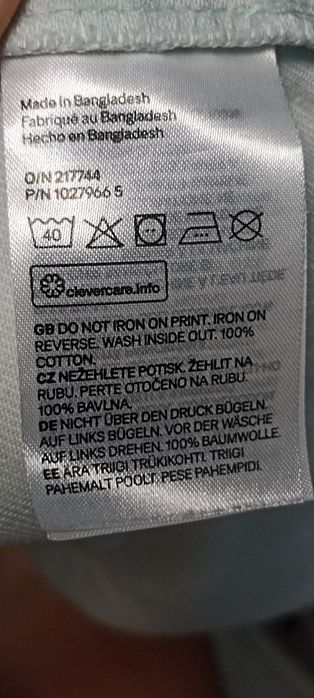 Made in Bangladesh
Fabriqué au Bangladesh
Hecho en Bangladesh
O/N 217744
P/N 1027966 5
40
clevercare.info
GB DO NOT IRON ON PRINT. IRON ON
REVERSE. WASH INSIDE OUT. 100%
COTTON.
CZ NEŽEHLETE POTISK. ŽEHLIT NA
RUBU. PERTE OTOČENO NA RUBU.
100% BAVLNA.
DE NICHT ÜBER DEN DRUCK BÜGELN.
AUF LINKS BÜGELN. VOR DER WÄSCHE
AUF LINKS DREHEN. 100% BAUMWOLLE.
EE ÄRA TRIIGI TRÜKIKOHTI. TRIIGI
PAHEMALT POOLT. PESE PAHEMPIDI.